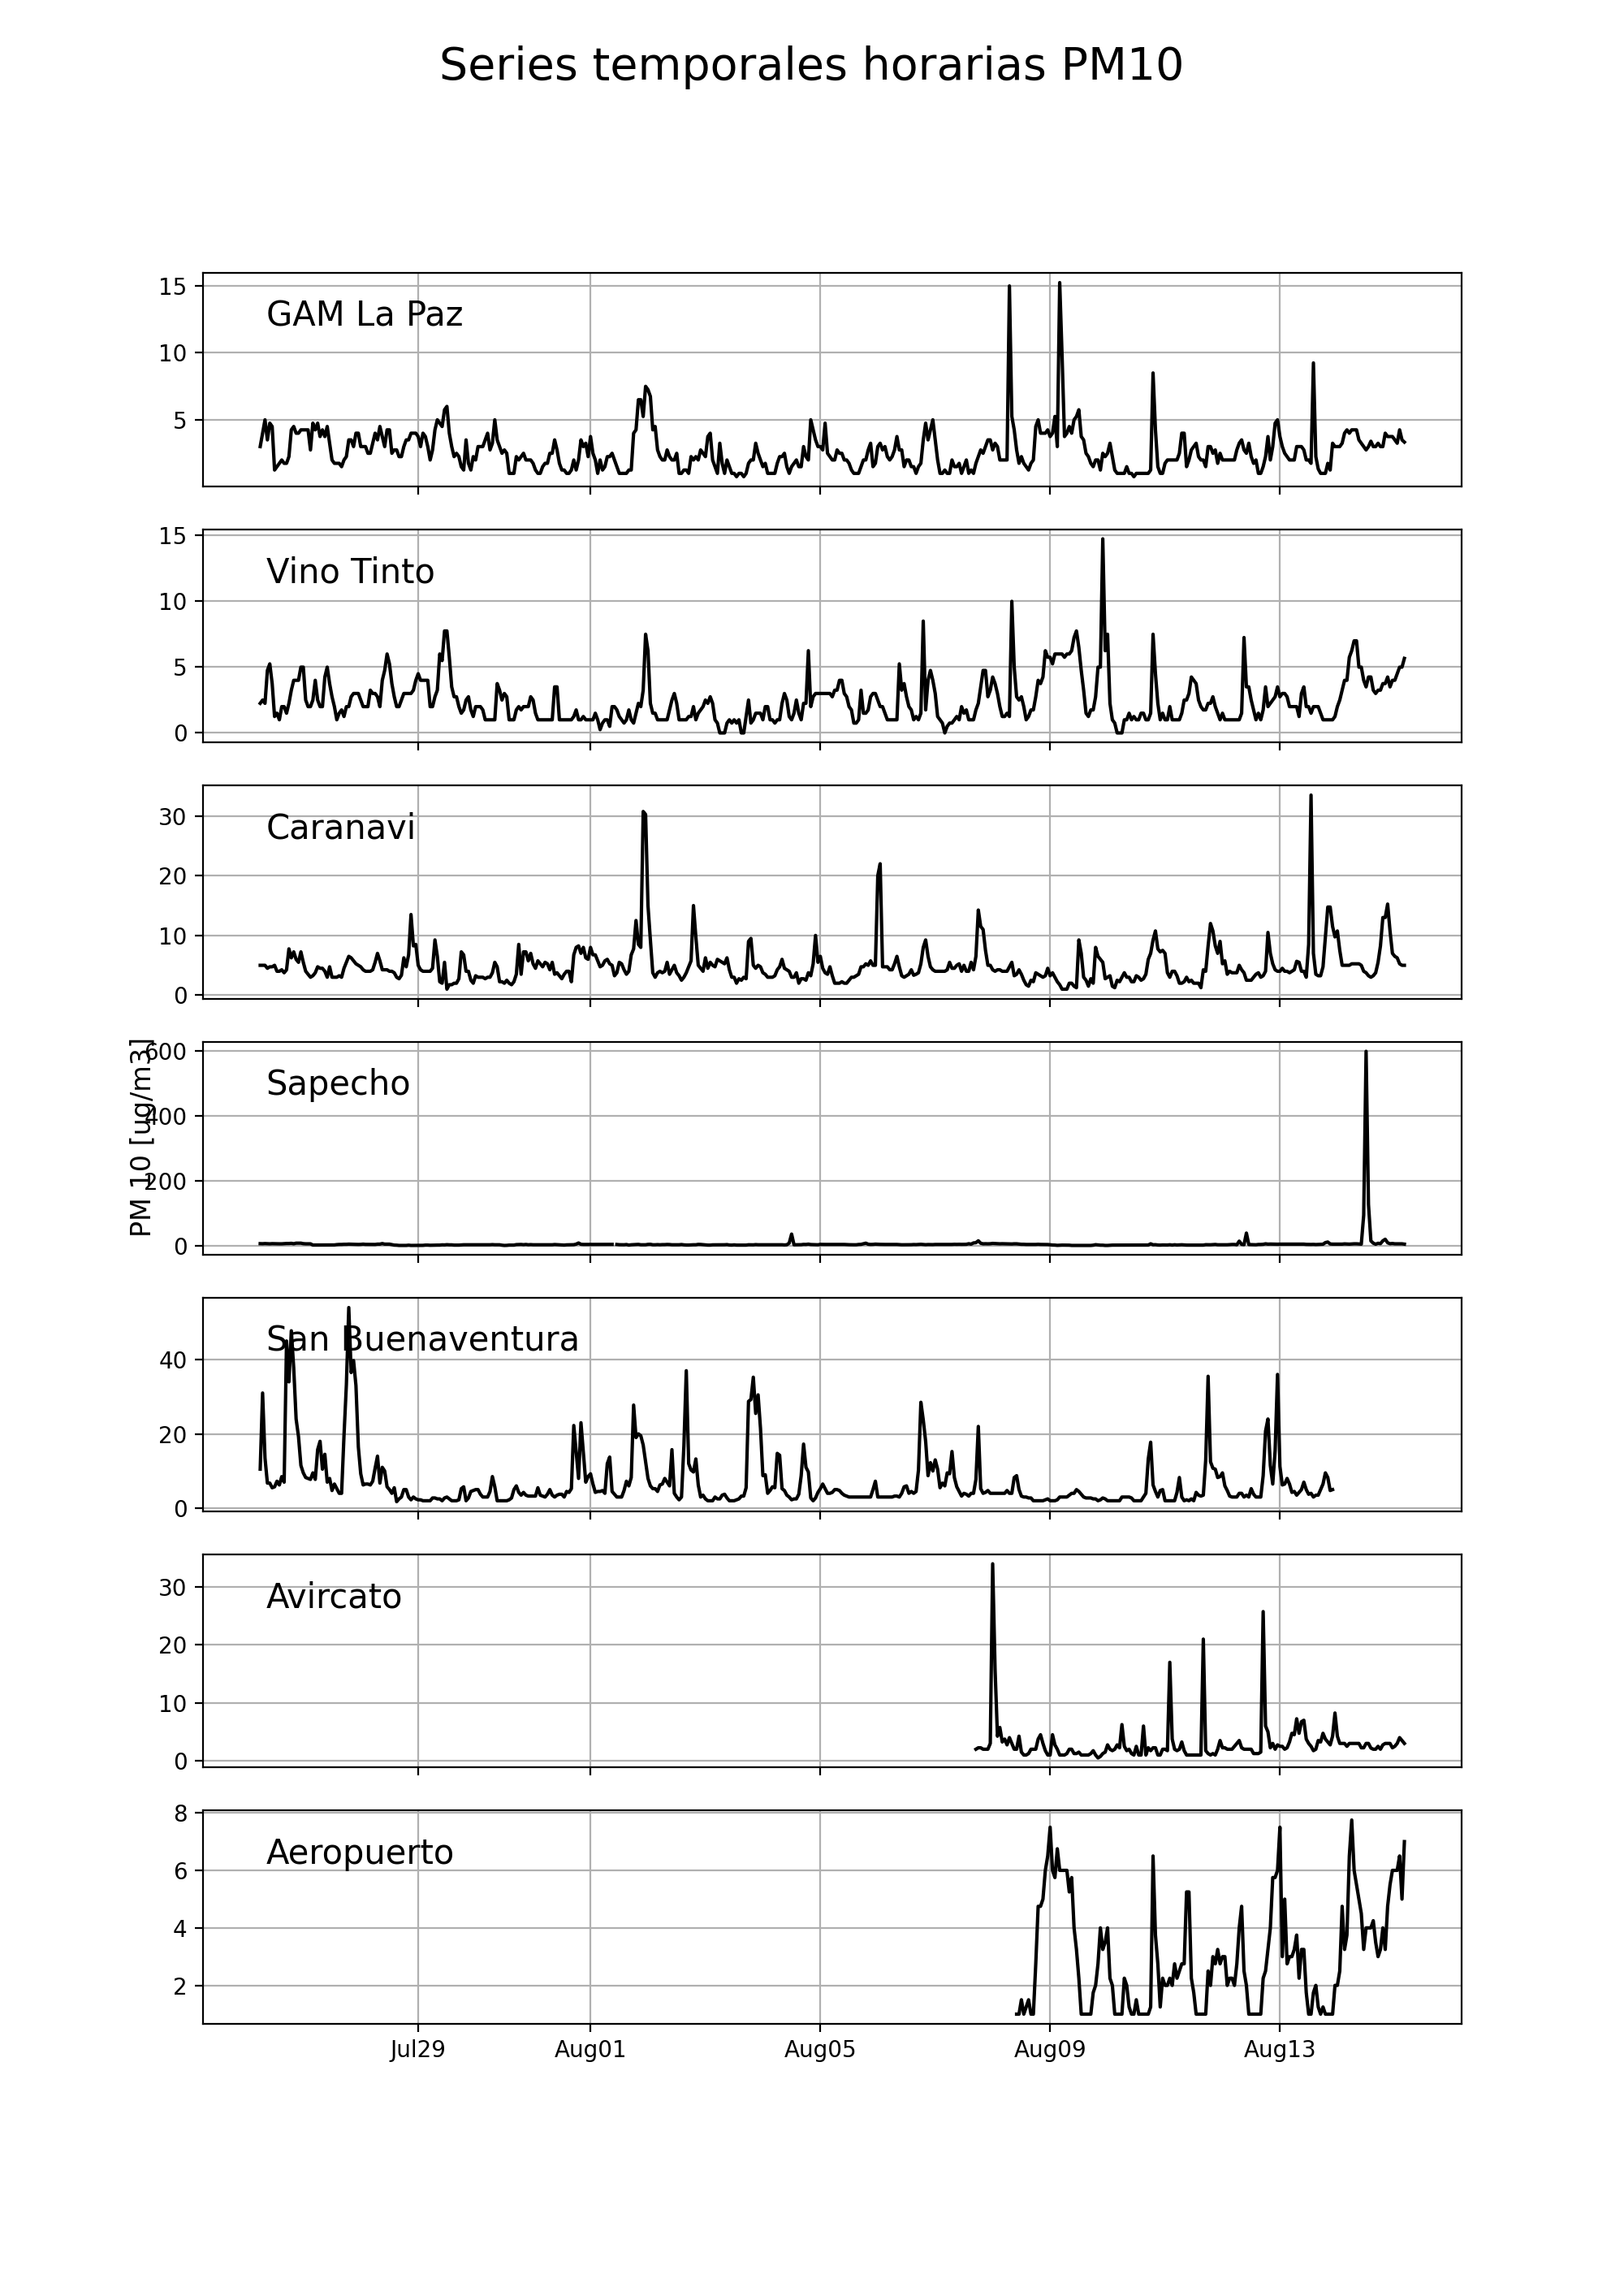 Series temporales horarias PM10
15
GAM La Paz
10
5
15
Vino Tinto
10
5
0
30
Caranavi
20
10
0
PM 10 [ug/m3]
600
Sapecho
400
200
0
San Buenaventura
40
20
0
30
Avircato
20
10
0
8
Aeropuerto
6
4
2
Jul29 Aug01 Aug05 Aug09 Aug13